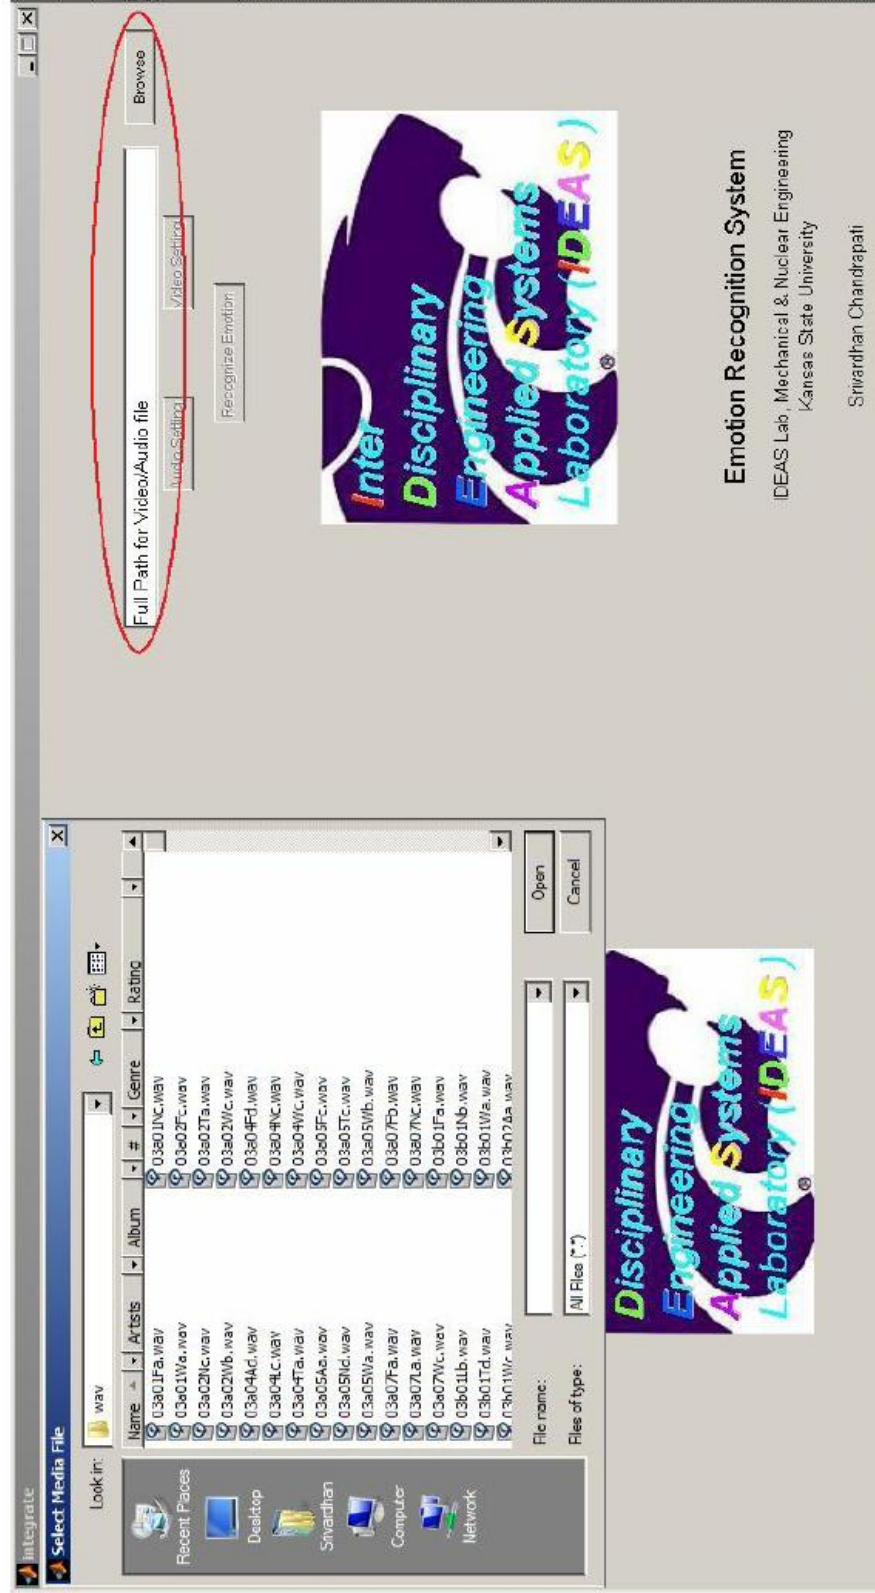 integrate
Select Media File
Look in: wav
Name Artists Album # Genre Rating
03a01Fa.wav 03a01Nc.wav
03a01Wa.wav 03a02Fc.wav
03a02Nc.wav 03a02Ta.wav
03a02Wb.wav 03a02Wc.wav
03a04Ad.wav 03a04Fd.wav
03a04Lc.wav 03a04Nc.wav
03a04Ta.wav 03a04Wc.wav
03a05Aa.wav 03a05Fc.wav
03a05Nd.wav 03a05Tc.wav
03a05Wa.wav 03a05Wb.wav
03a07Fa.wav 03a07Fb.wav
03a07La.wav 03a07Nc.wav
03a07Wc.wav 03b01Fa.wav
03b01Lb.wav 03b01Nb.wav
03b01Td.wav 03b01Wa.wav
03b01Wc.wav 03b02Aa.wav
Recent Places
Desktop
Srivardhan
Computer
Network
File name: Open
Files of type: All Files (*.*) Cancel
Disciplinary
Engineering
Applied Systems
Laboratory (IDEAS)
®
Full Path for Video/Audio file Browse
Audio Setting Video Setting
Recognize Emotion
Inter
Disciplinary
Engineering
Applied Systems
Laboratory (IDEAS)
®
Emotion Recognition System
IDEAS Lab, Mechanical & Nuclear Engineering
Kansas State University
Srivardhan Chandrapati